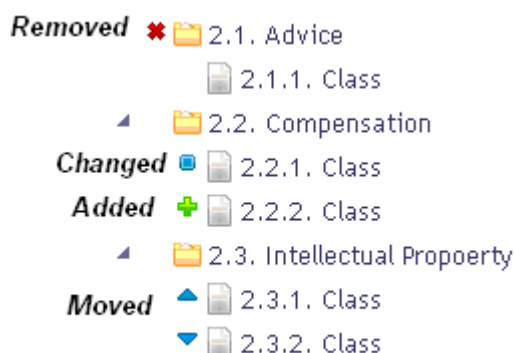 Removed 2.1. Advice
2.1.1. Class
2.2. Compensation
Changed 2.2.1. Class
Added 2.2.2. Class
2.3. Intellectual Propoerty
Moved 2.3.1. Class
2.3.2. Class